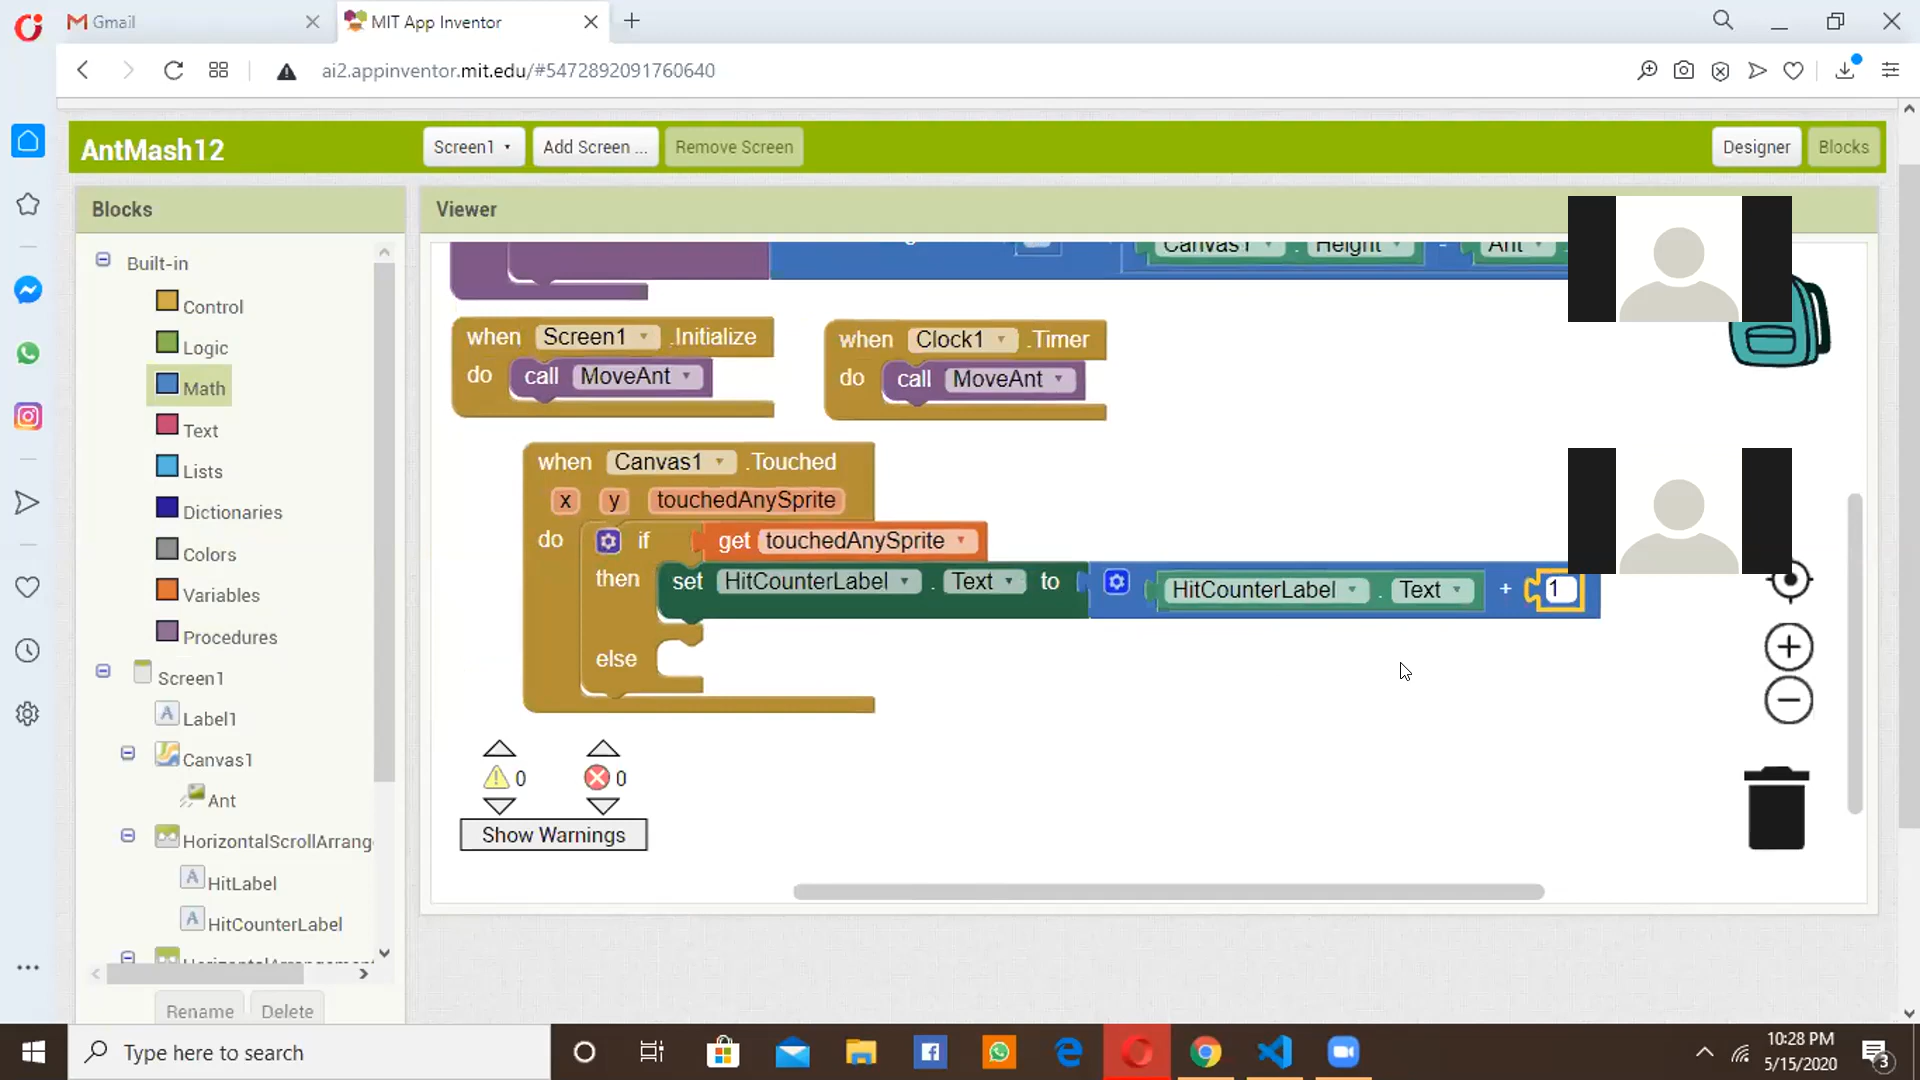 Gmail
MIT App Inventor
ai2.appinventor.mit.edu/#5472892091760640
AntMash12
Screen1
Add Screen ...
Remove Screen
Designer
Blocks
Blocks
Viewer
Built-in
Control
Logic
Math
Text
Lists
Dictionaries
Colors
Variables
Procedures
Screen1
Label1
Canvas1
Ant
HorizontalScrollArrang
HitLabel
HitCounterLabel
Rename
Delete
Canvas1 . Height - Ant
when Screen1 .Initialize
do call MoveAnt
when Clock1 .Timer
do call MoveAnt
when Canvas1 .Touched
x y touchedAnySprite
do if get touchedAnySprite
then set HitCounterLabel . Text to HitCounterLabel . Text + 1
else
0 0
Show Warnings
Type here to search
10:28 PM
5/15/2020
3